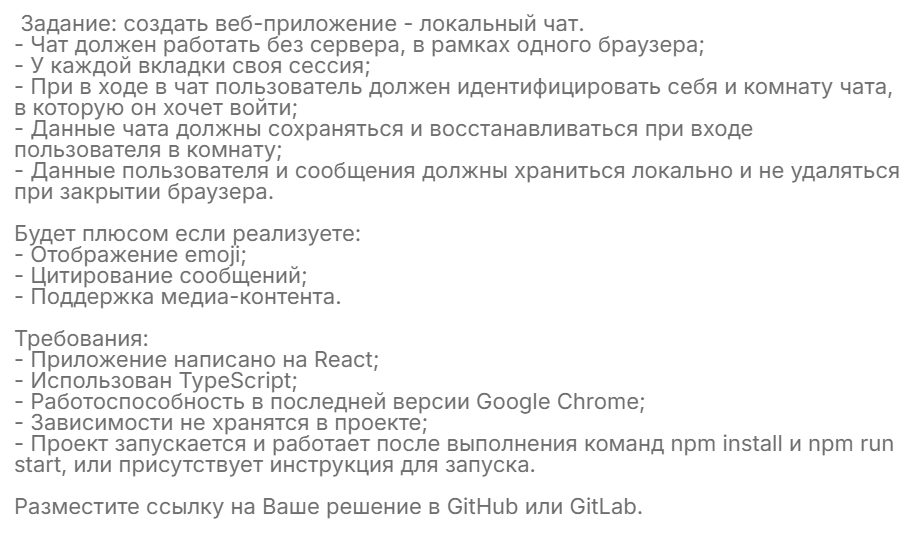 Задание: создать веб-приложение - локальный чат.
- Чат должен работать без сервера, в рамках одного браузера;
- У каждой вкладки своя сессия;
- При в ходе в чат пользователь должен идентифицировать себя и комнату чата,
в которую он хочет войти;
- Данные чата должны сохраняться и восстанавливаться при входе
пользователя в комнату;
- Данные пользователя и сообщения должны храниться локально и не удаляться
при закрытии браузера.
Будет плюсом если реализуете:
- Отображение emoji;
- Цитирование сообщений;
- Поддержка медиа-контента.
Требования:
- Приложение написано на React;
- Использован TypeScript;
- Работоспособность в последней версии Google Chrome;
- Зависимости не хранятся в проекте;
- Проект запускается и работает после выполнения команд npm install и npm run
start, или присутствует инструкция для запуска.
Разместите ссылку на Ваше решение в GitHub или GitLab.